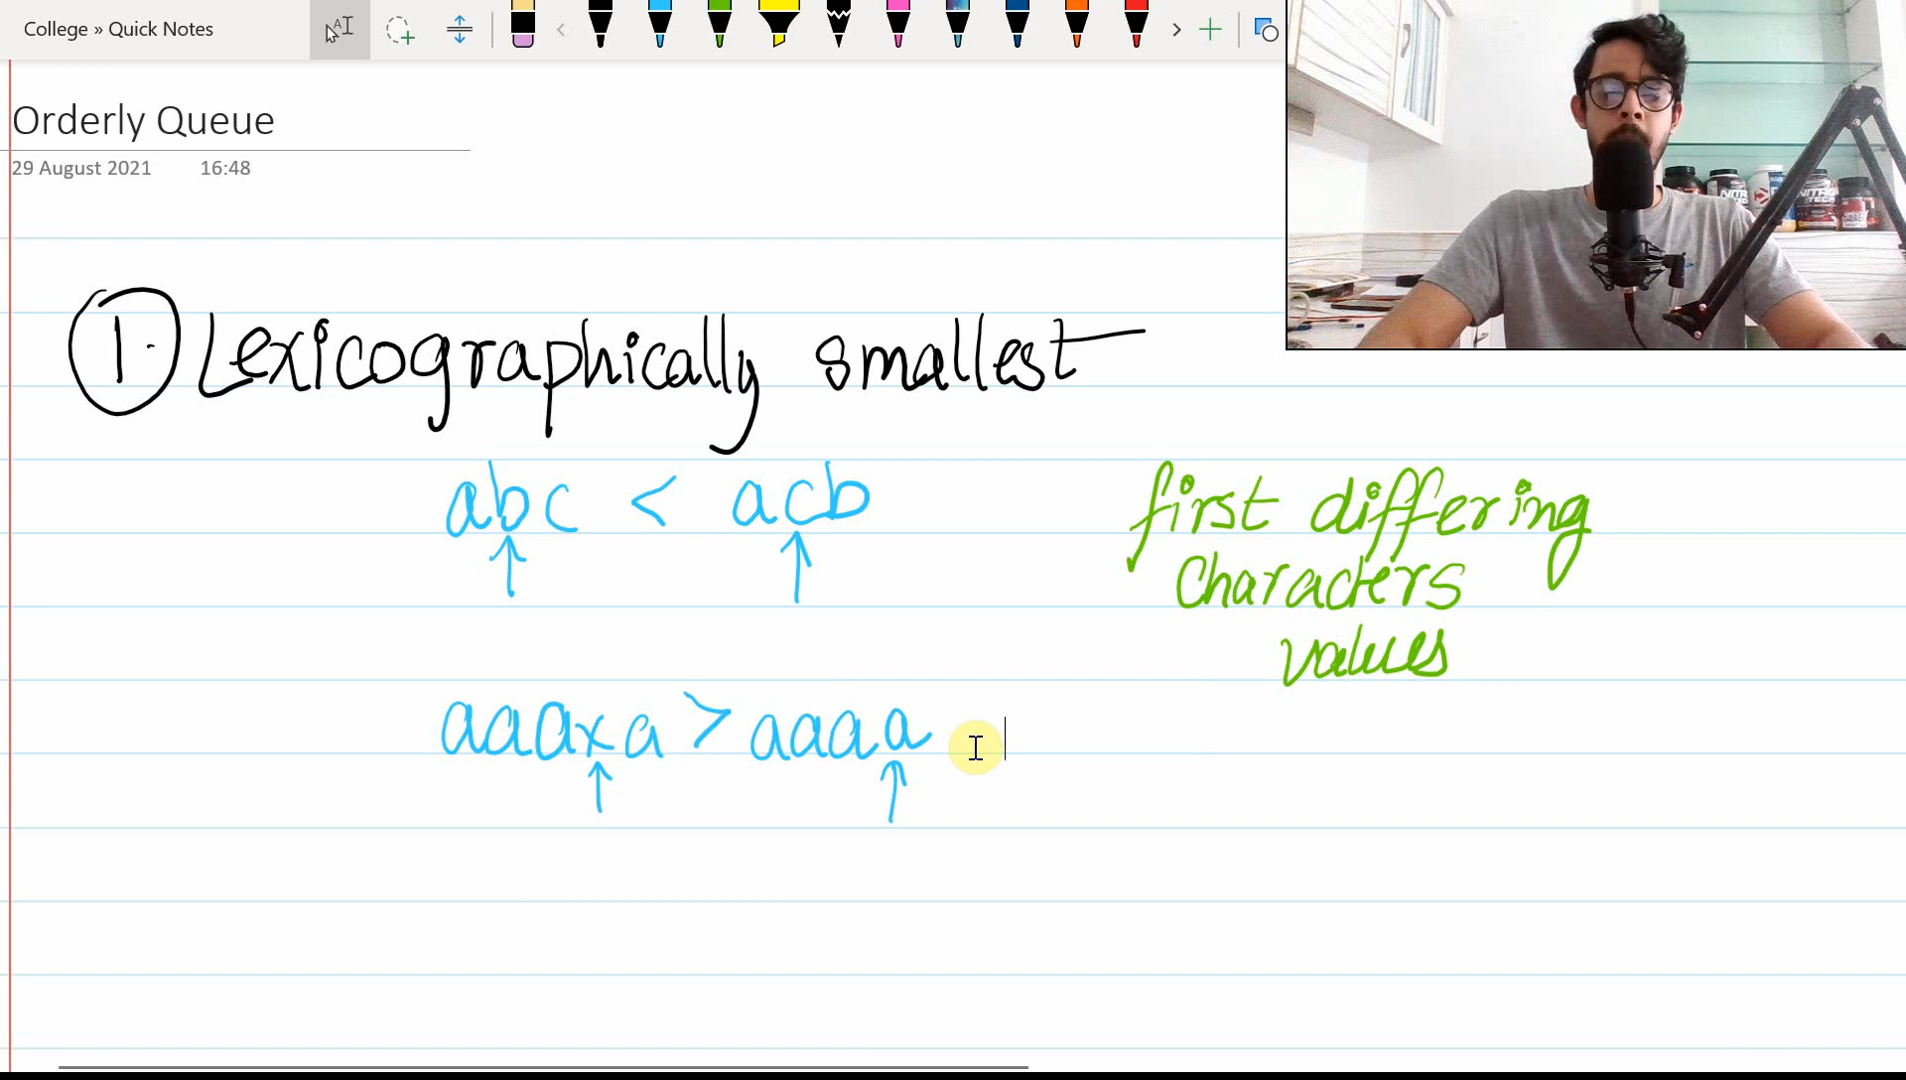 College » Quick Notes
Orderly Queue
29 August 2021 16:48
1. Lexicographically smallest
abc < acb
first differing
characters
values
aaaxa > aaaa